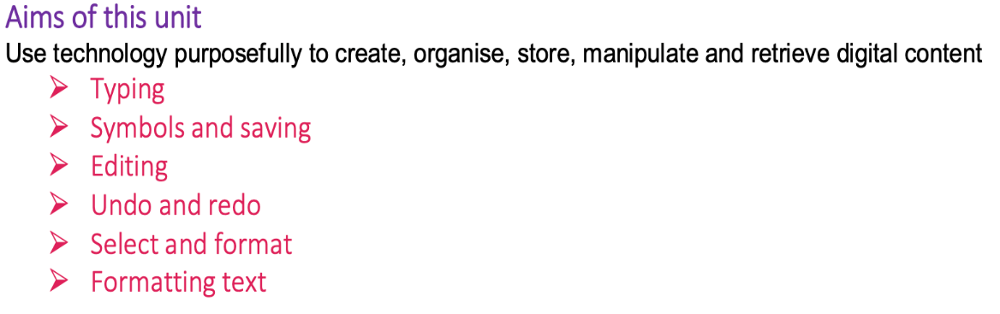 Aims of this unit
Use technology purposefully to create, organise, store, manipulate and retrieve digital content
➢ Typing
➢ Symbols and saving
➢ Editing
➢ Undo and redo
➢ Select and format
➢ Formatting text